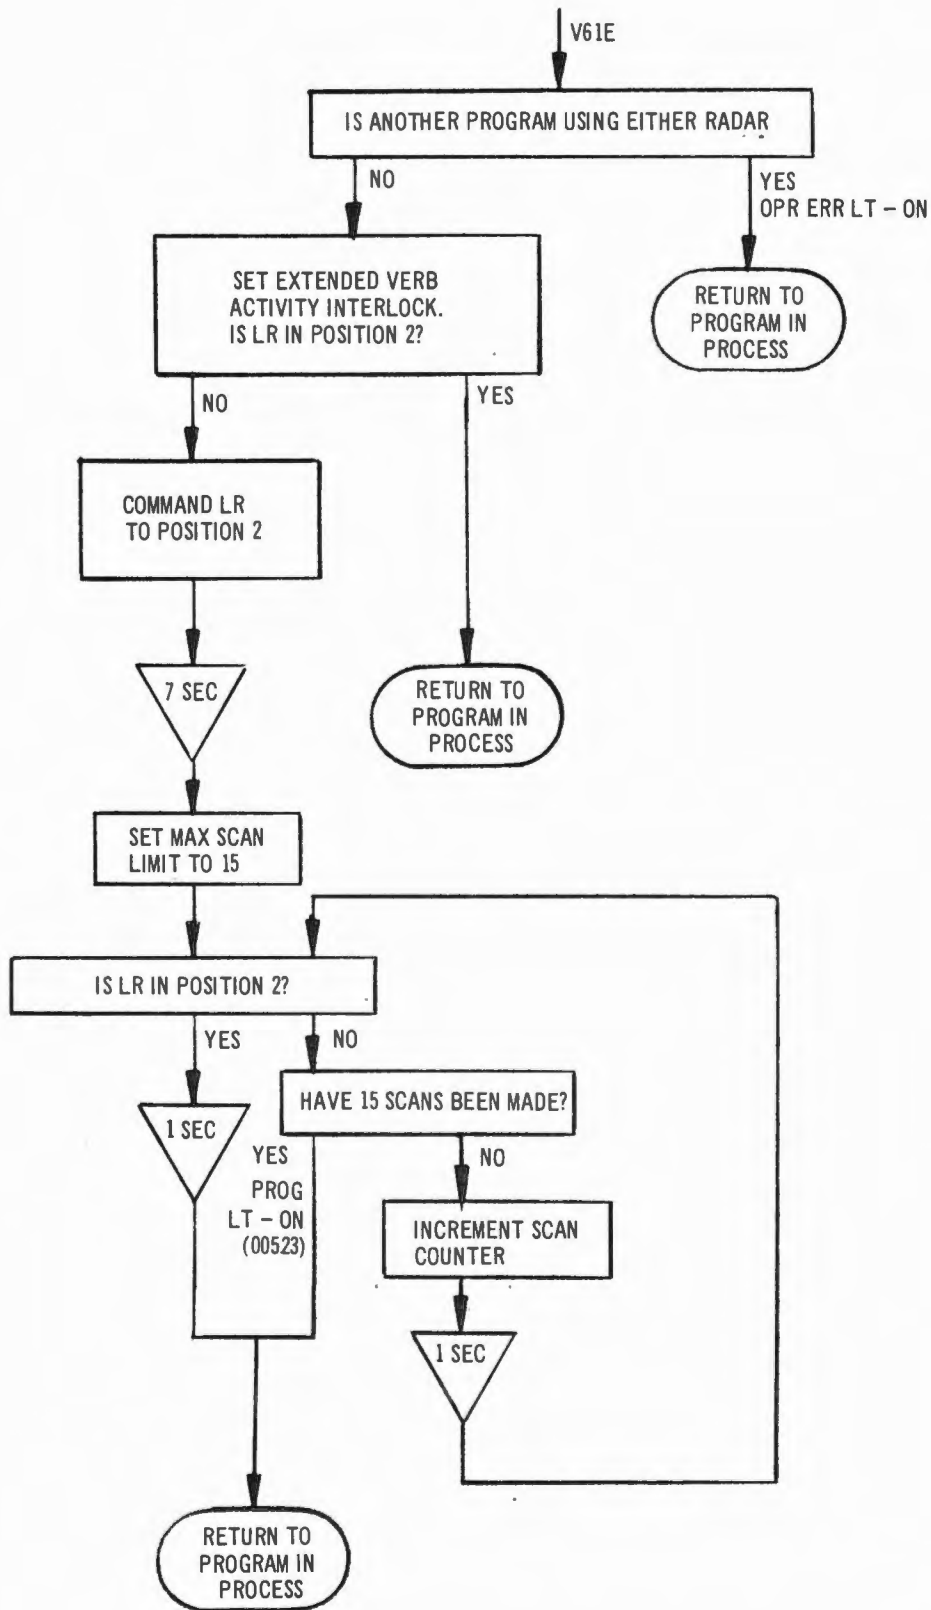 V61E
IS ANOTHER PROGRAM USING EITHER RADAR
NO
YES
OPR ERR LT – ON
SET EXTENDED VERB
ACTIVITY INTERLOCK.
IS LR IN POSITION 2?
RETURN TO
PROGRAM IN
PROCESS
NO
YES
COMMAND LR
TO POSITION 2
7 SEC
RETURN TO
PROGRAM IN
PROCESS
SET MAX SCAN
LIMIT TO 15
IS LR IN POSITION 2?
YES
NO
HAVE 15 SCANS BEEN MADE?
1 SEC
YES
PROG
LT – ON
(00523)
NO
INCREMENT SCAN
COUNTER
1 SEC
RETURN TO
PROGRAM IN
PROCESS